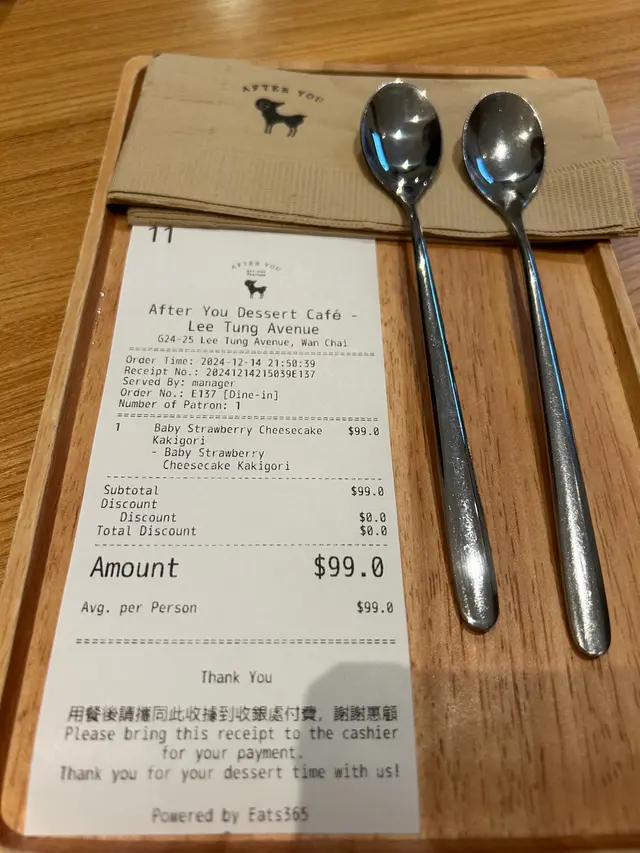 AFTER YOU
11
AFTER YOU
After You Dessert Café -
Lee Tung Avenue
G24-25 Lee Tung Avenue, Wan Chai
Order Time: 2024-12-14 21:50:39
Receipt No.: 20241214215039E137
Served By: manager
Order No.: E137 [Dine-in]
Number of Patron: 1
1 Baby Strawberry Cheesecake $99.0
Kakigori
- Baby Strawberry
Cheesecake Kakigori
Subtotal $99.0
Discount
Discount $0.0
Total Discount $0.0
Amount $99.0
Avg. per Person $99.0
Thank You
用餐後請攜同此收據到收銀處付費, 謝謝惠顧
Please bring this receipt to the cashier
for your payment.
Thank you for your dessert time with us!
Powered by Eats365